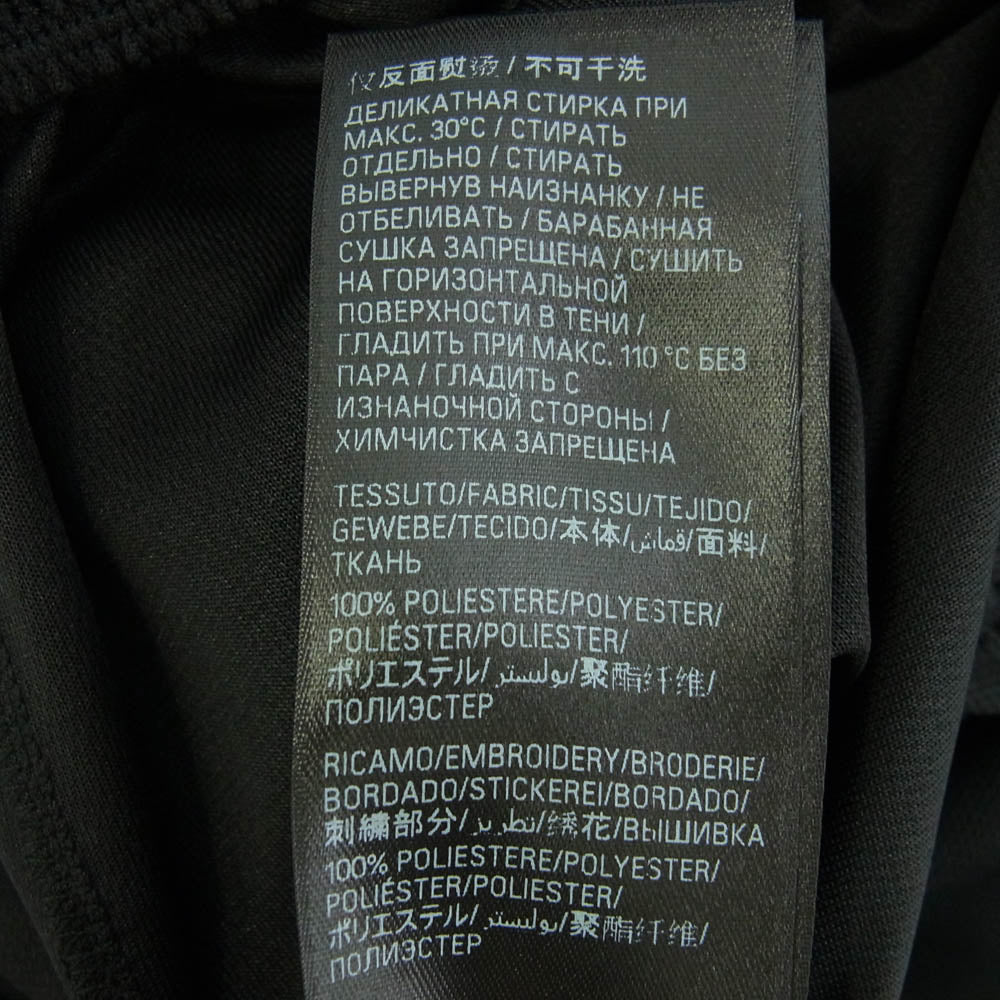 仅反面熨烫/不可干洗
ДЕЛИКАТНАЯ СТИРКА ПРИ
МАКС. 30°C / СТИРАТЬ
ОТДЕЛЬНО / СТИРАТЬ
ВЫВЕРНУВ НАИЗНАНКУ / НЕ
ОТБЕЛИВАТЬ / БАРАБАННАЯ
СУШКА ЗАПРЕЩЕНА / СУШИТЬ
НА ГОРИЗОНТАЛЬНОЙ
ПОВЕРХНОСТИ В ТЕНИ /
ГЛАДИТЬ ПРИ МАКС. 110 °C БЕЗ
ПАРА / ГЛАДИТЬ С
ИЗНАНОЧНОЙ СТОРОНЫ /
ХИМЧИСТКА ЗАПРЕЩЕНА
TESSUTO/FABRIC/TISSU/TEJIDO/
GEWEBE/TECIDO/本体/قماش/面料/
ТКАНЬ
100% POLIESTERE/POLYESTER/
POLIÉSTER/POLIESTER/
ポリエステル/بوليستر/聚酯纤维/
ПОЛИЭСТЕР
RICAMO/EMBROIDERY/BRODERIE/
BORDADO/STICKEREI/BORDADO/
刺繍部分/تطريز/绣花/ВЫШИВКА
100% POLIESTERE/POLYESTER/
POLIÉSTER/POLIESTER/
ポリエステル/بوليستر/聚酯纤维/
ПОЛИЭСТЕР